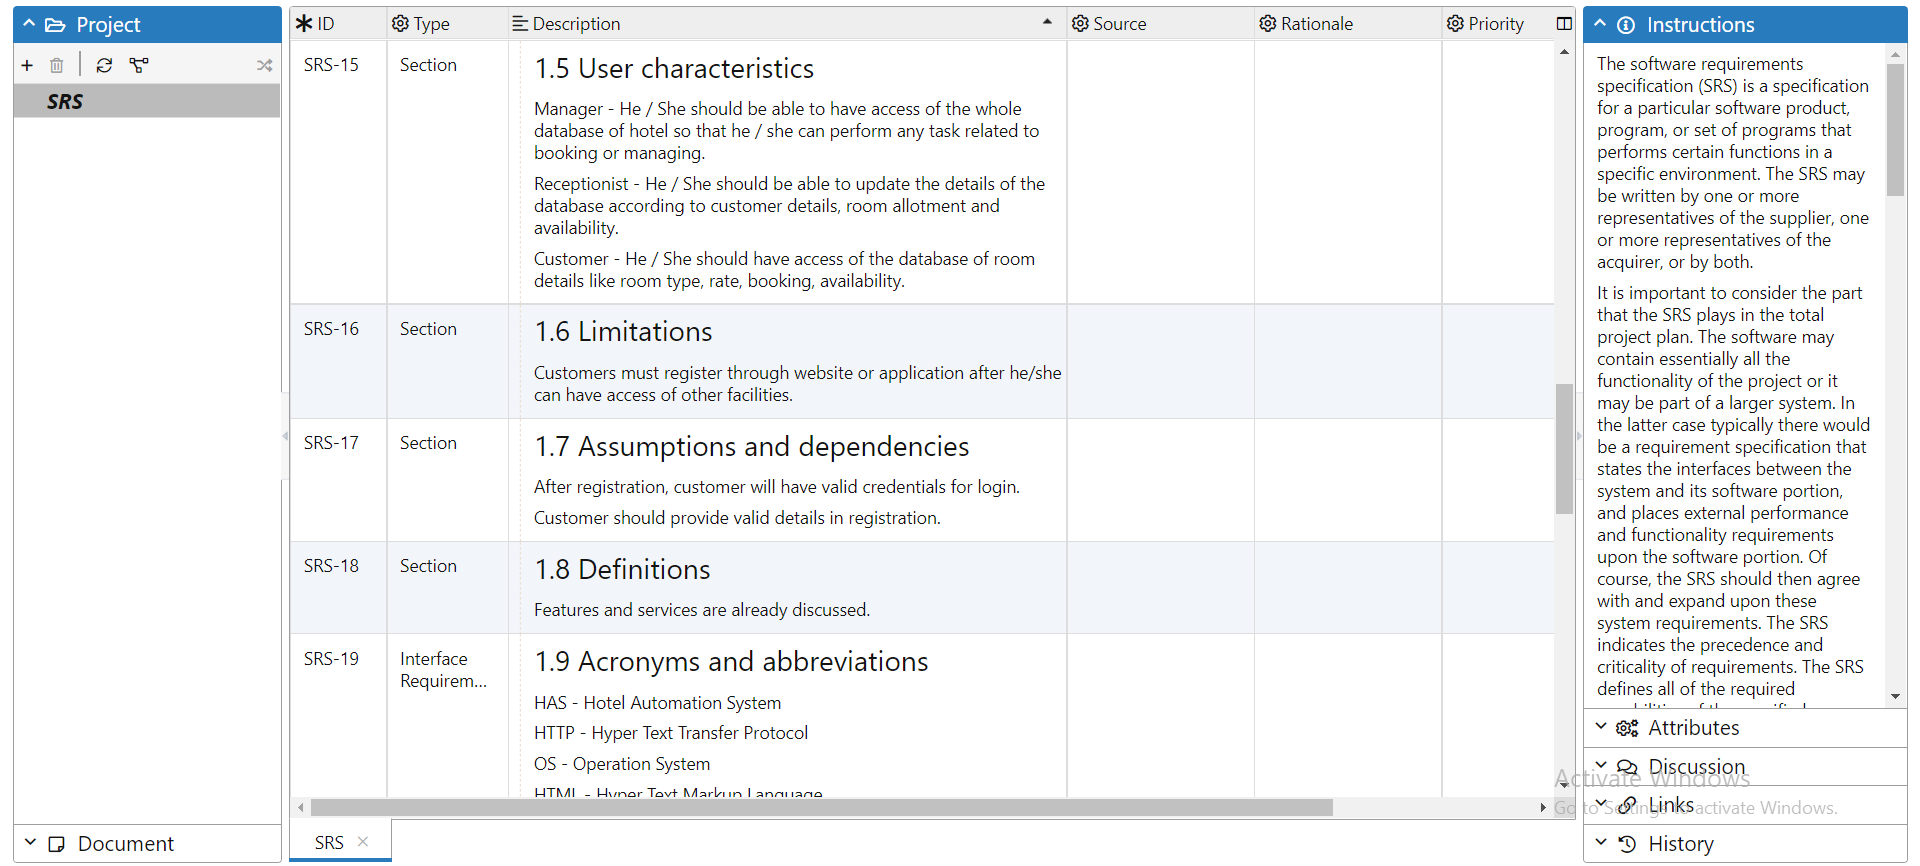 Project
SRS
Document
ID
Type
Description
Source
Rationale
Priority
SRS-15
Section
1.5 User characteristics
Manager - He / She should be able to have access of the whole
database of hotel so that he / she can perform any task related to
booking or managing.
Receptionist - He / She should be able to update the details of the
database according to customer details, room allotment and
availability.
Customer - He / She should have access of the database of room
details like room type, rate, booking, availability.
SRS-16
Section
1.6 Limitations
Customers must register through website or application after he/she
can have access of other facilities.
SRS-17
Section
1.7 Assumptions and dependencies
After registration, customer will have valid credentials for login.
Customer should provide valid details in registration.
SRS-18
Section
1.8 Definitions
Features and services are already discussed.
SRS-19
Interface
Requirem...
1.9 Acronyms and abbreviations
HAS - Hotel Automation System
HTTP - Hyper Text Transfer Protocol
OS - Operation System
HTML - Hyper Text Markup Language
SRS
Instructions
The software requirements
specification (SRS) is a specification
for a particular software product,
program, or set of programs that
performs certain functions in a
specific environment. The SRS may
be written by one or more
representatives of the supplier, one
or more representatives of the
acquirer, or by both.
It is important to consider the part
that the SRS plays in the total
project plan. The software may
contain essentially all the
functionality of the project or it
may be part of a larger system. In
the latter case typically there would
be a requirement specification that
states the interfaces between the
system and its software portion,
and places external performance
and functionality requirements
upon the software portion. Of
course, the SRS should then agree
with and expand upon these
system requirements. The SRS
indicates the precedence and
criticality of requirements. The SRS
defines all of the required
Attributes
Discussion
Links
History
Activate Windows
Go to Settings to activate Windows.